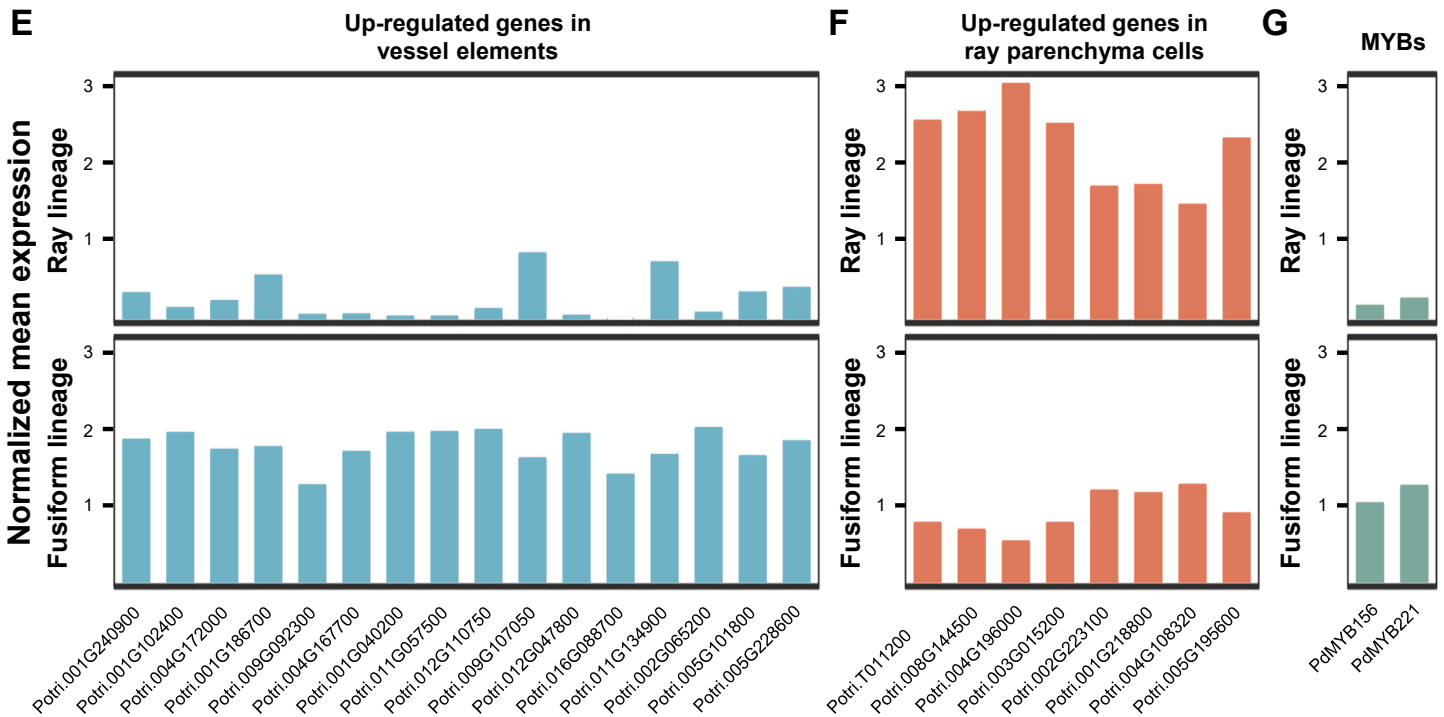 E
Up-regulated genes in
vessel elements
F
Up-regulated genes in
ray parenchyma cells
G
MYBs
Normalized mean expression
Ray lineage
3
2
1
Fusiform lineage
3
2
1
Potri.001G240900
Potri.001G102400
Potri.004G172000
Potri.001G186700
Potri.009G092300
Potri.004G167700
Potri.001G040200
Potri.011G057500
Potri.012G110750
Potri.009G107050
Potri.012G047800
Potri.016G088700
Potri.011G134900
Potri.002G065200
Potri.005G101800
Potri.005G228600
Ray lineage
3
2
1
Fusiform lineage
3
2
1
Potri.T011200
Potri.008G144500
Potri.004G196000
Potri.003G015200
Potri.002G223100
Potri.001G218800
Potri.004G108320
Potri.005G195600
Ray lineage
3
2
1
Fusiform lineage
3
2
1
PdMYB156
PdMYB221